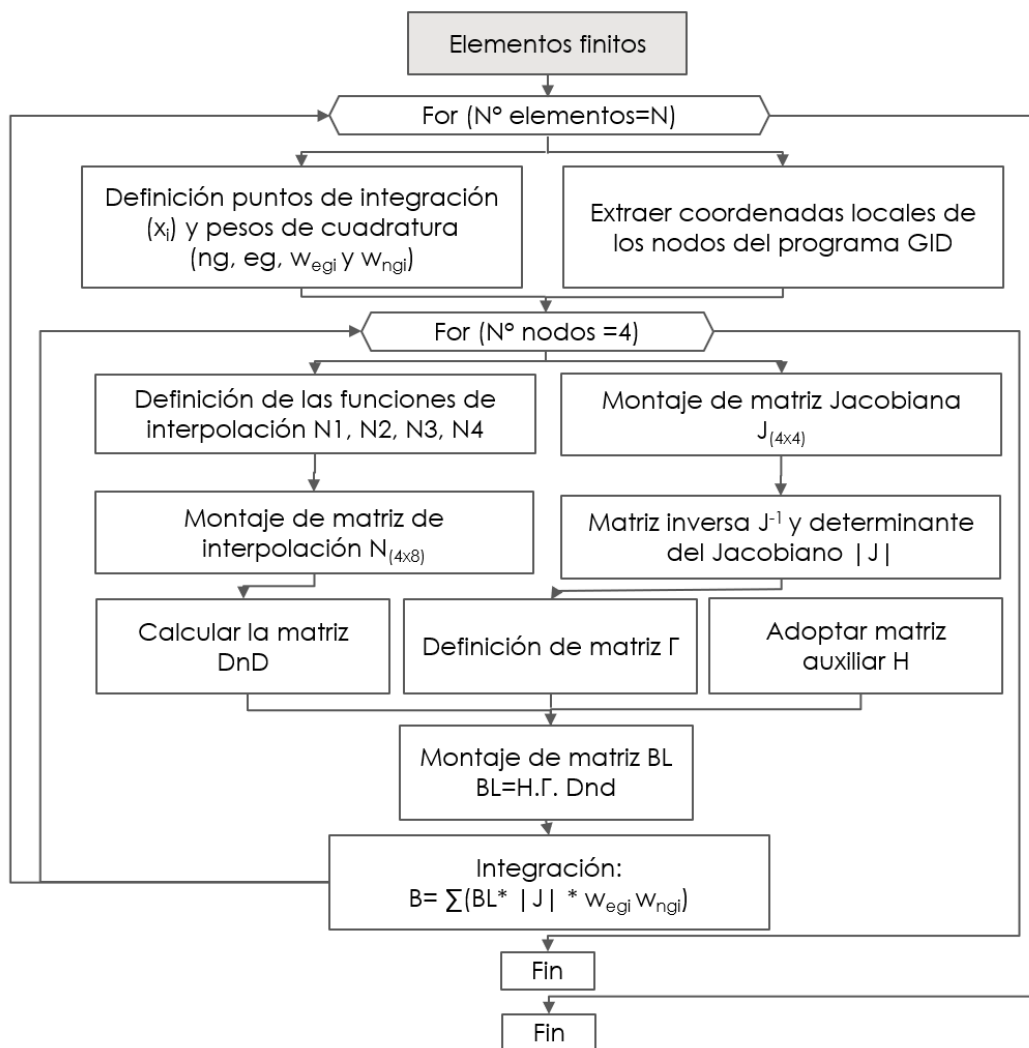 Elementos finitos
For (N° elementos=N)
Definición puntos de integración
(xᵢ) y pesos de cuadratura
(ng, eg, wegi y wngi)
Extraer coordenadas locales de
los nodos del programa GID
For (N° nodos =4)
Definición de las funciones de
interpolación N1, N2, N3, N4
Montaje de matriz Jacobiana
J(4x4)
Montaje de matriz de
interpolación N(4x8)
Matriz inversa J⁻¹ y determinante
del Jacobiano |J|
Calcular la matriz
DnD
Definición de matriz Γ
Adoptar matriz
auxiliar H
Montaje de matriz BL
BL=H.Γ. Dnd
Integración:
B= ∑(BL* |J| * wegi wngi)
Fin
Fin